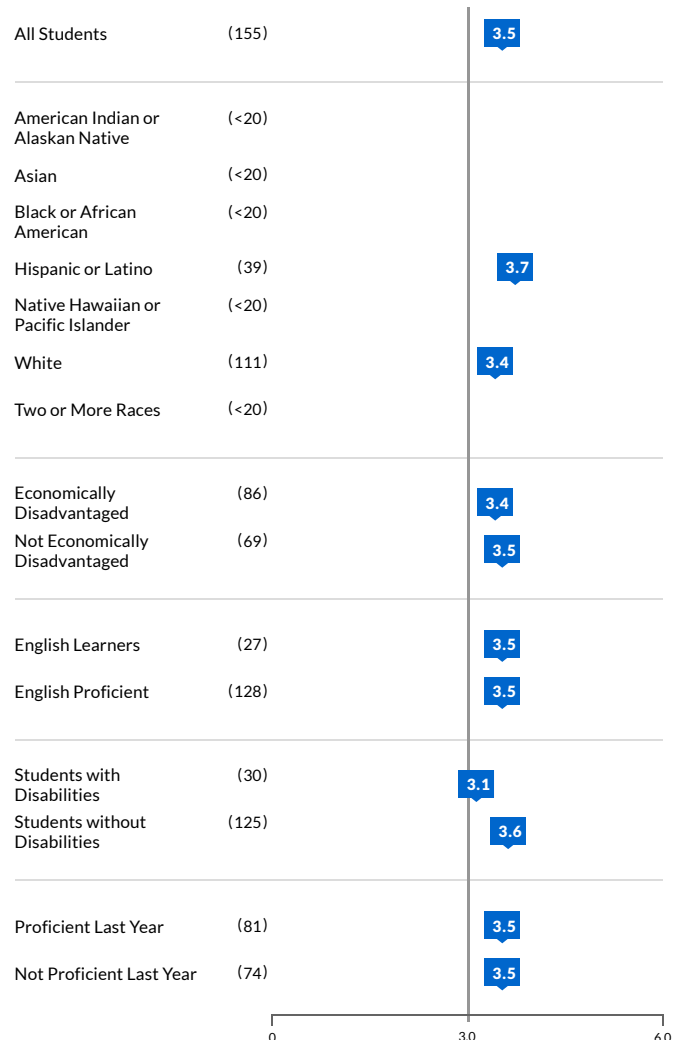 All Students (155) 3.5
American Indian or (<20)
Alaskan Native
Asian (<20)
Black or African (<20)
American
Hispanic or Latino (39) 3.7
Native Hawaiian or (<20)
Pacific Islander
White (111) 3.4
Two or More Races (<20)
Economically (86) 3.4
Disadvantaged
Not Economically (69) 3.5
Disadvantaged
English Learners (27) 3.5
English Proficient (128) 3.5
Students with (30) 3.1
Disabilities
Students without (125) 3.6
Disabilities
Proficient Last Year (81) 3.5
Not Proficient Last Year (74) 3.5
0 3.0 6.0